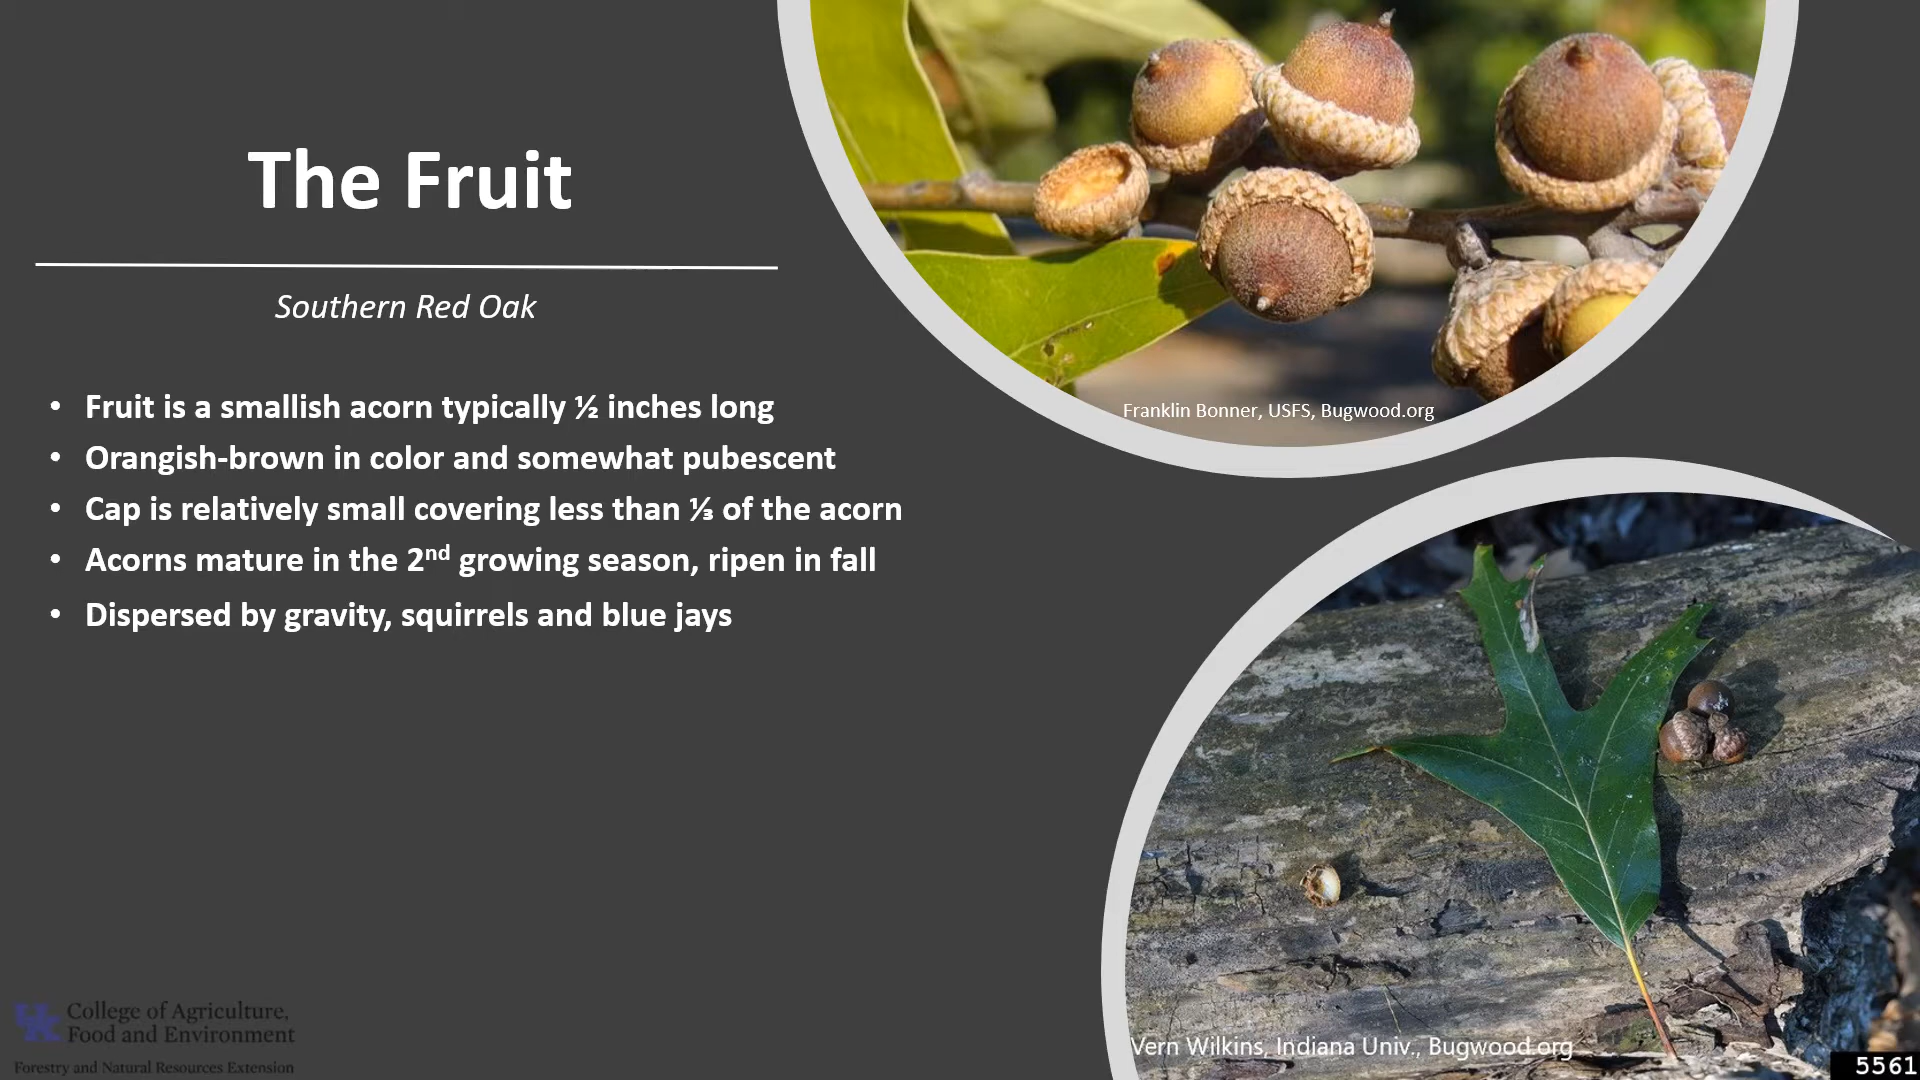 The Fruit
Southern Red Oak
• Fruit is a smallish acorn typically ½ inches long
• Orangish-brown in color and somewhat pubescent
• Cap is relatively small covering less than ⅓ of the acorn
• Acorns mature in the 2nd growing season, ripen in fall
• Dispersed by gravity, squirrels and blue jays
Franklin Bonner, USFS, Bugwood.org
Vern Wilkins, Indiana Univ., Bugwood.org
UK College of Agriculture,
Food and Environment
Forestry and Natural Resources Extension
5561